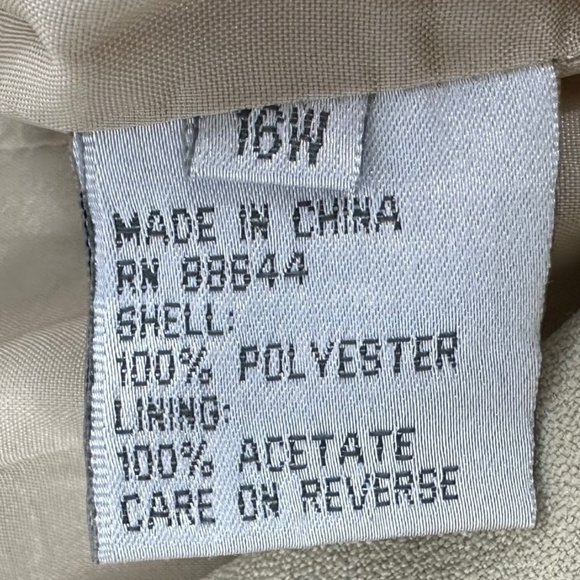 16W
MADE IN CHINA
RN 88644
SHELL:
100% POLYESTER
LINING:
100% ACETATE
CARE ON REVERSE